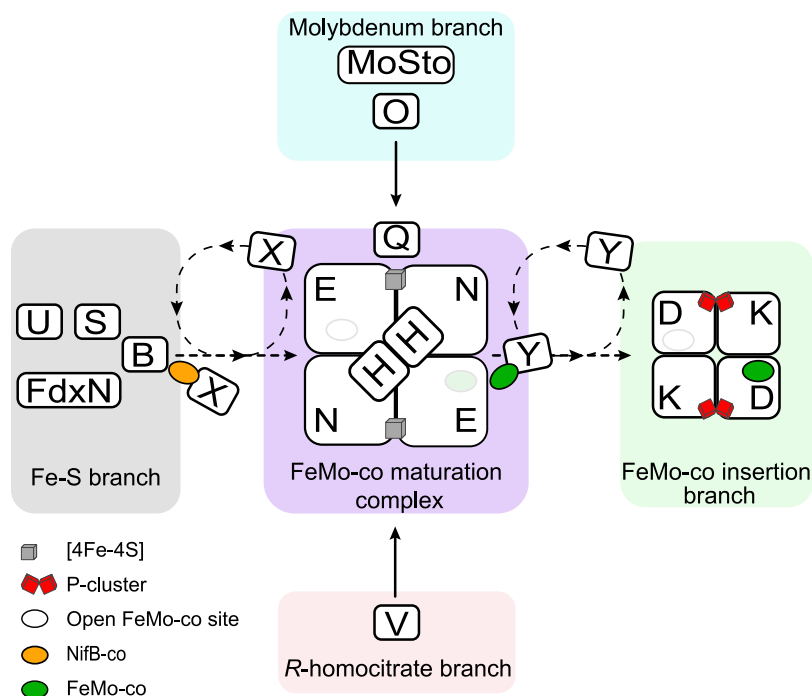 Molybdenum branch
MoSto
O
Q
X
E
N
H
H
N
E
Y
Y
U
S
B
FdxN
X
D
K
K
D
Fe-S branch
FeMo-co maturation
complex
FeMo-co insertion
branch
[4Fe-4S]
P-cluster
Open FeMo-co site
NifB-co
FeMo-co
V
R-homocitrate branch